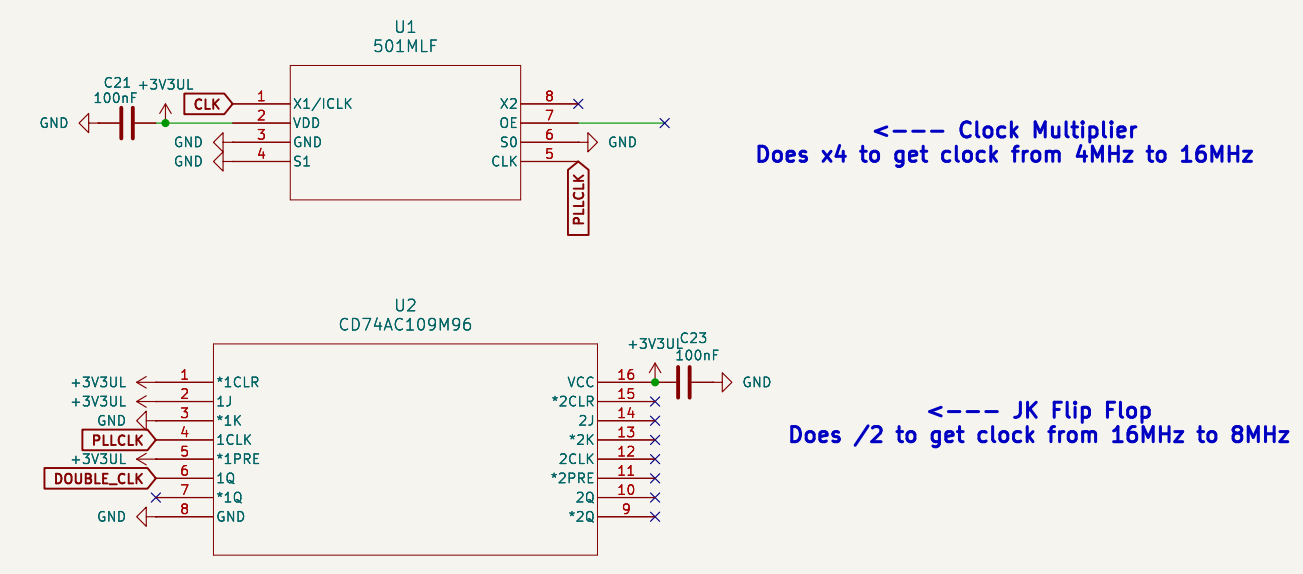 U1
501MLF
C21
100nF
+3V3UL
GND
CLK
1
X1/ICLK
2
VDD
GND
3
GND
GND
4
S1
X2
8
OE
7
S0
6
GND
CLK
5
PLLCLK
<--- Clock Multiplier
Does x4 to get clock from 4MHz to 16MHz
U2
CD74AC109M96
+3V3UL
1
*1CLR
+3V3UL
2
1J
GND
3
*1K
PLLCLK
4
1CLK
+3V3UL
5
*1PRE
DOUBLE_CLK
6
1Q
7
*1Q
GND
8
GND
+3V3UL
C23
100nF
VCC
16
GND
*2CLR
15
2J
14
*2K
13
2CLK
12
*2PRE
11
2Q
10
*2Q
9
<--- JK Flip Flop
Does /2 to get clock from 16MHz to 8MHz